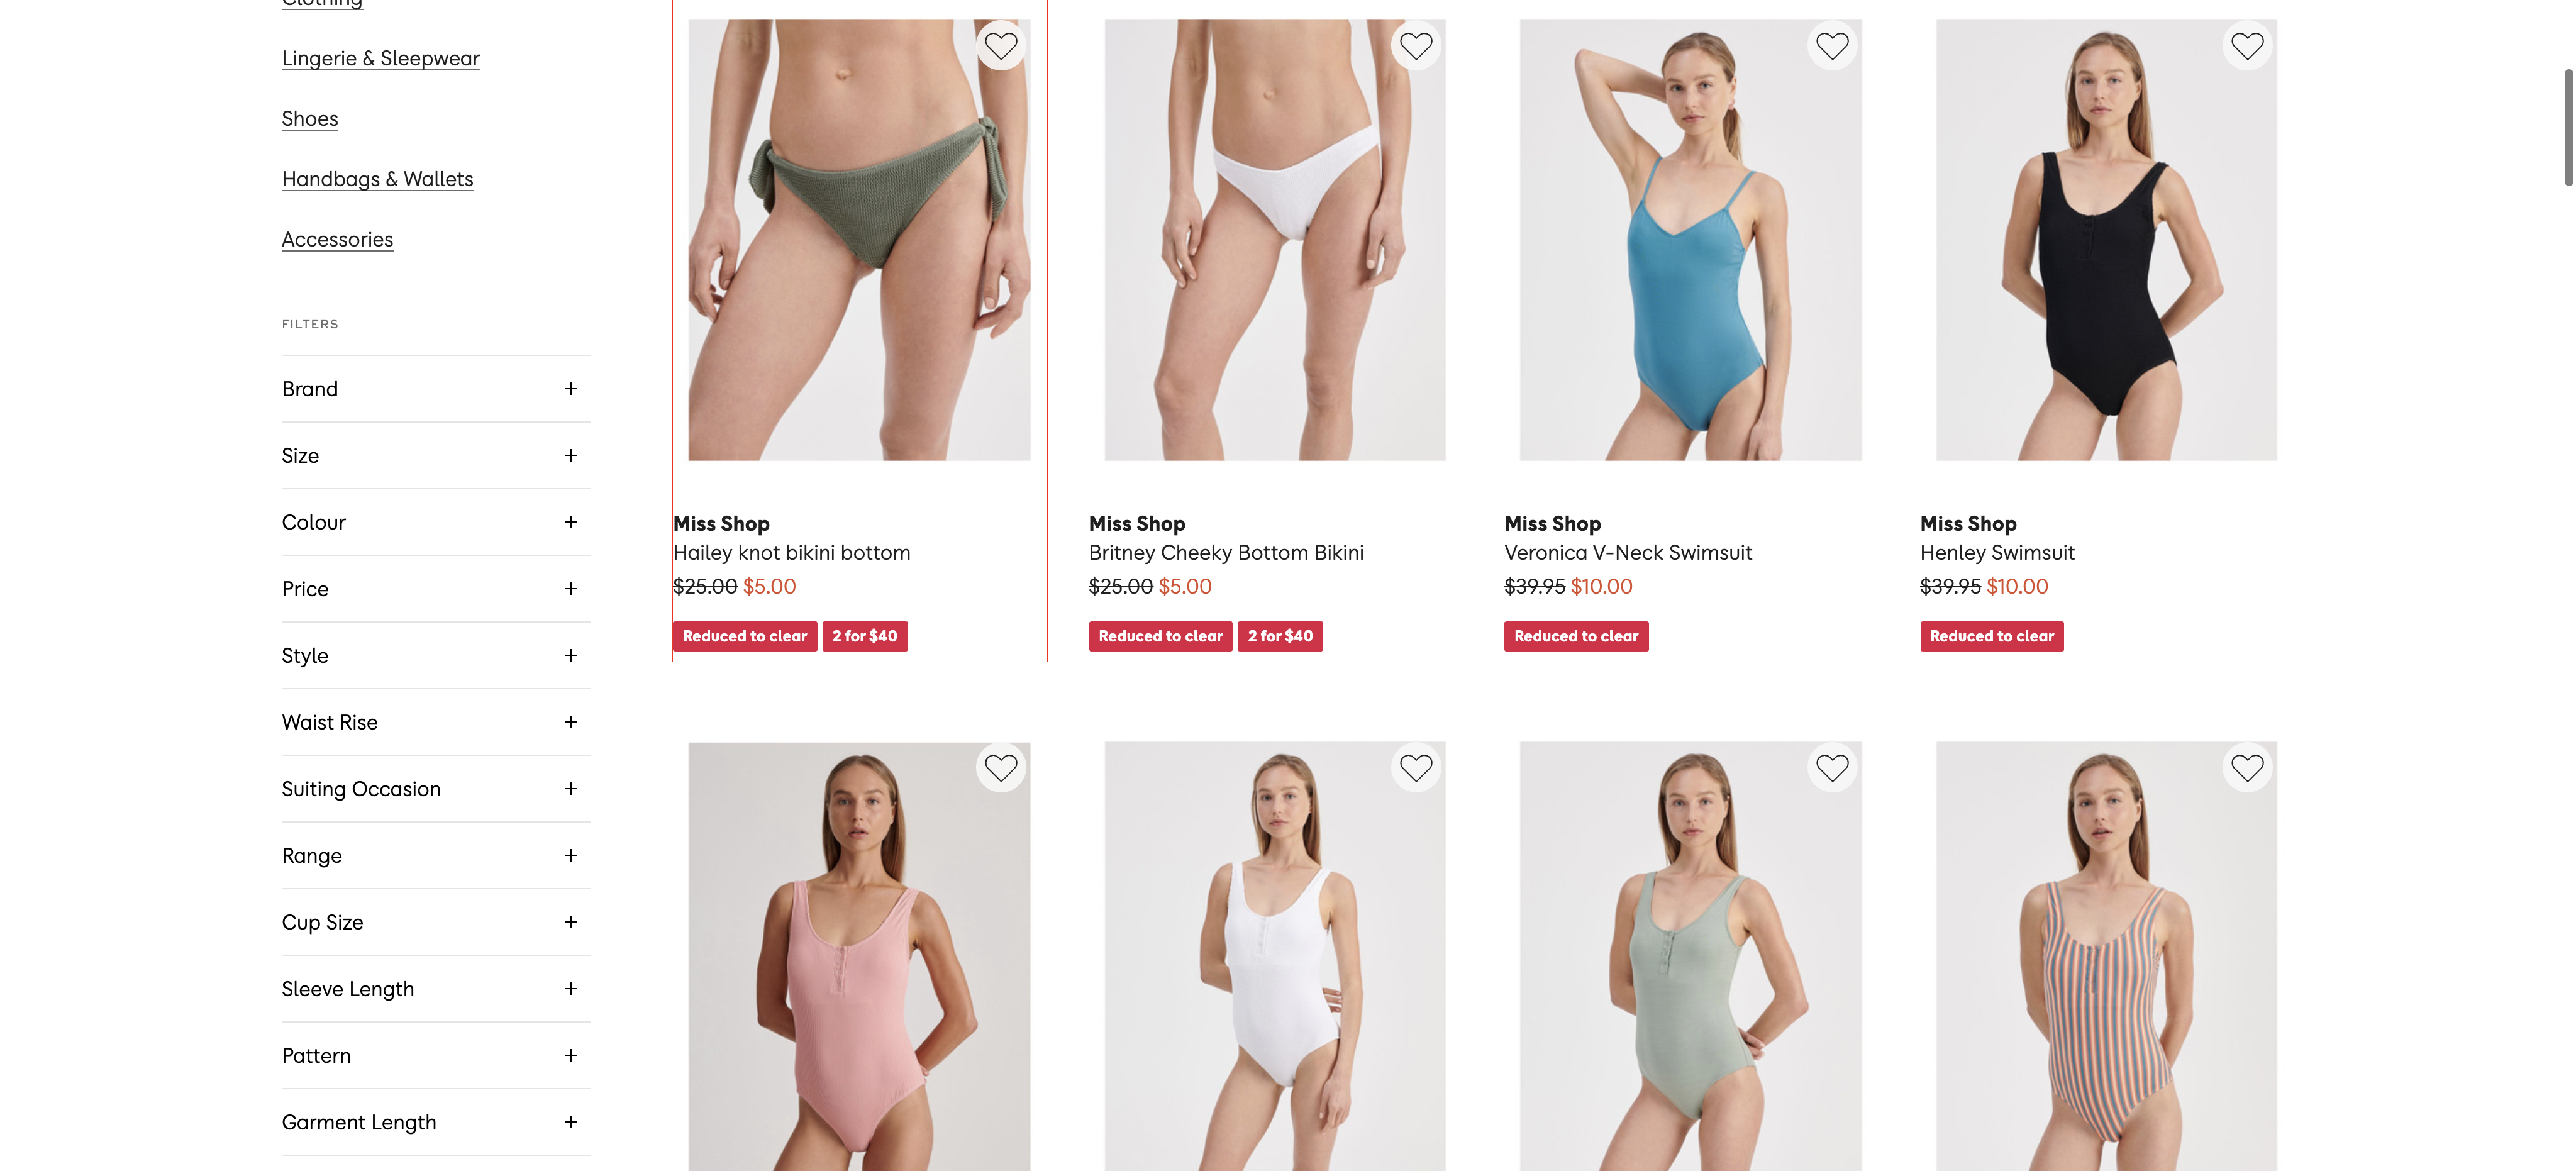 Clothing
Lingerie & Sleepwear
Shoes
Handbags & Wallets
Accessories
FILTERS
Brand
Size
Colour
Price
Style
Waist Rise
Suiting Occasion
Range
Cup Size
Sleeve Length
Pattern
Garment Length
Miss Shop
Hailey knot bikini bottom
$25.00 $5.00
Reduced to clear 2 for $40
Miss Shop
Britney Cheeky Bottom Bikini
$25.00 $5.00
Reduced to clear 2 for $40
Miss Shop
Veronica V-Neck Swimsuit
$39.95 $10.00
Reduced to clear
Miss Shop
Henley Swimsuit
$39.95 $10.00
Reduced to clear